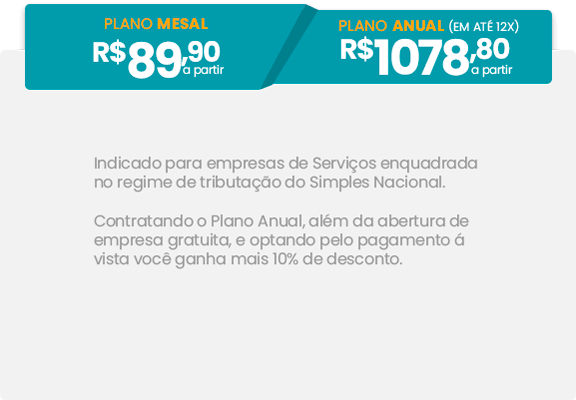 PLANO MESAL
R$89,90
a partir
PLANO ANUAL (EM ATÉ 12X)
R$1078,80
a partir
Indicado para empresas de Serviços enquadrada
no regime de tributação do Simples Nacional.
Contratando o Plano Anual, além da abertura de
empresa gratuita, e optando pelo pagamento á
vista você ganha mais 10% de desconto.